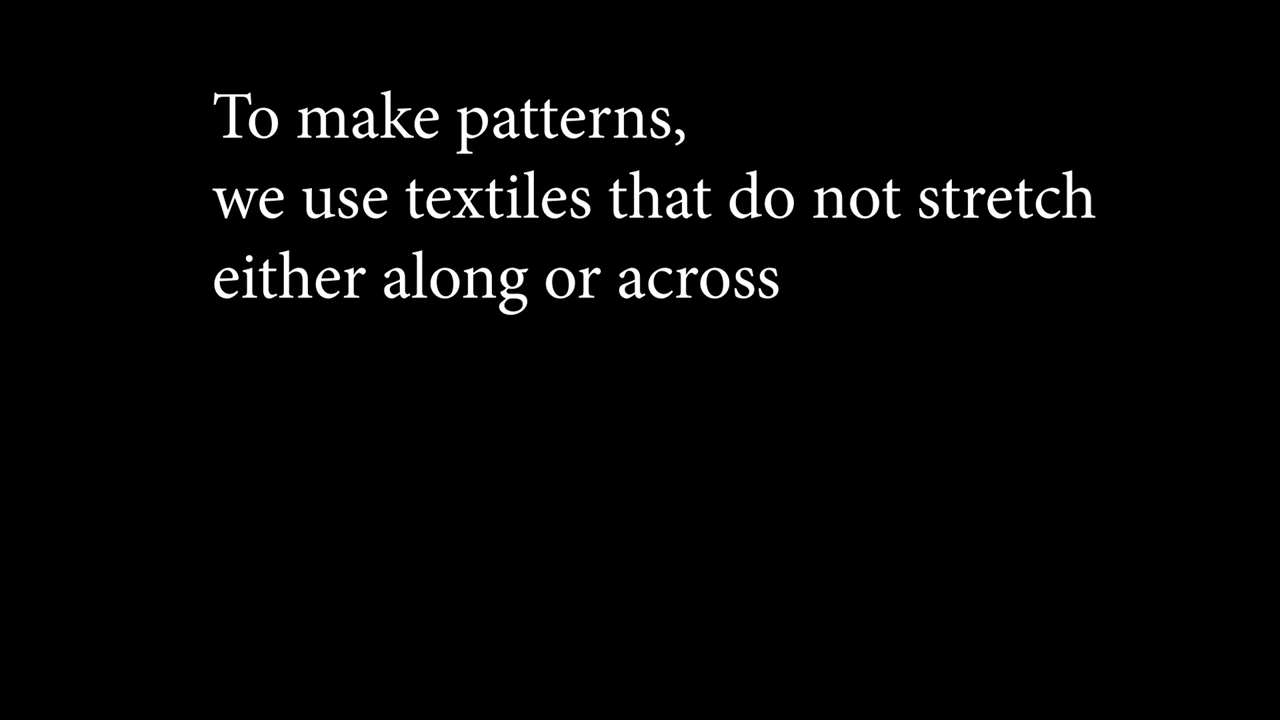 To make patterns,
we use textiles that do not stretch
either along or across